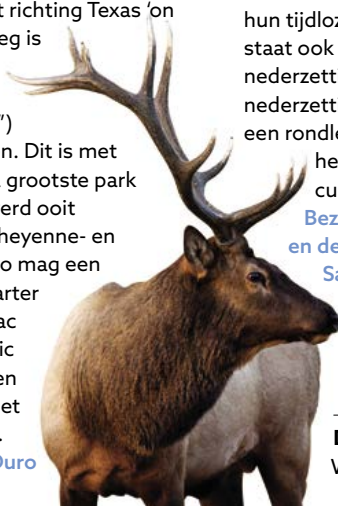 richting Texas ‘on
eg is
”)
n. Dit is met
grootste park
erd ooit
heyenne- en
o mag een
arter
ac
ic
en
et
.
Duro
hun tijdloz
staat ook
nederzett
nederzett
een rondle
he
cu
Bez
en de
Sa